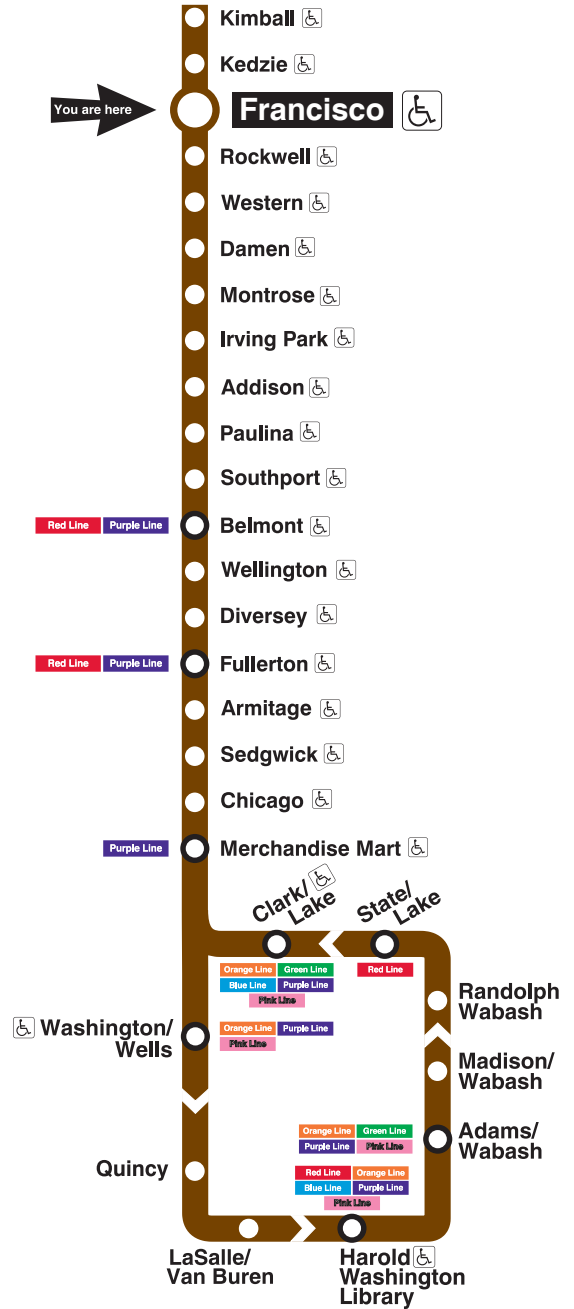 Kimball
Kedzie
You are here
Francisco
Rockwell
Western
Damen
Montrose
Irving Park
Addison
Paulina
Southport
Red Line Purple Line
Belmont
Wellington
Diversey
Red Line Purple Line
Fullerton
Armitage
Sedgwick
Chicago
Purple Line
Merchandise Mart
Clark/
Lake
State/
Lake
Orange Line Green Line
Blue Line Purple Line
Pink Line
Red Line
Randolph
Wabash
Washington/
Wells
Orange Line Purple Line
Pink Line
Madison/
Wabash
Orange Line Green Line
Purple Line Pink Line
Adams/
Wabash
Quincy
Red Line Orange Line
Blue Line Purple Line
Pink Line
LaSalle/
Van Buren
Harold
Washington
Library